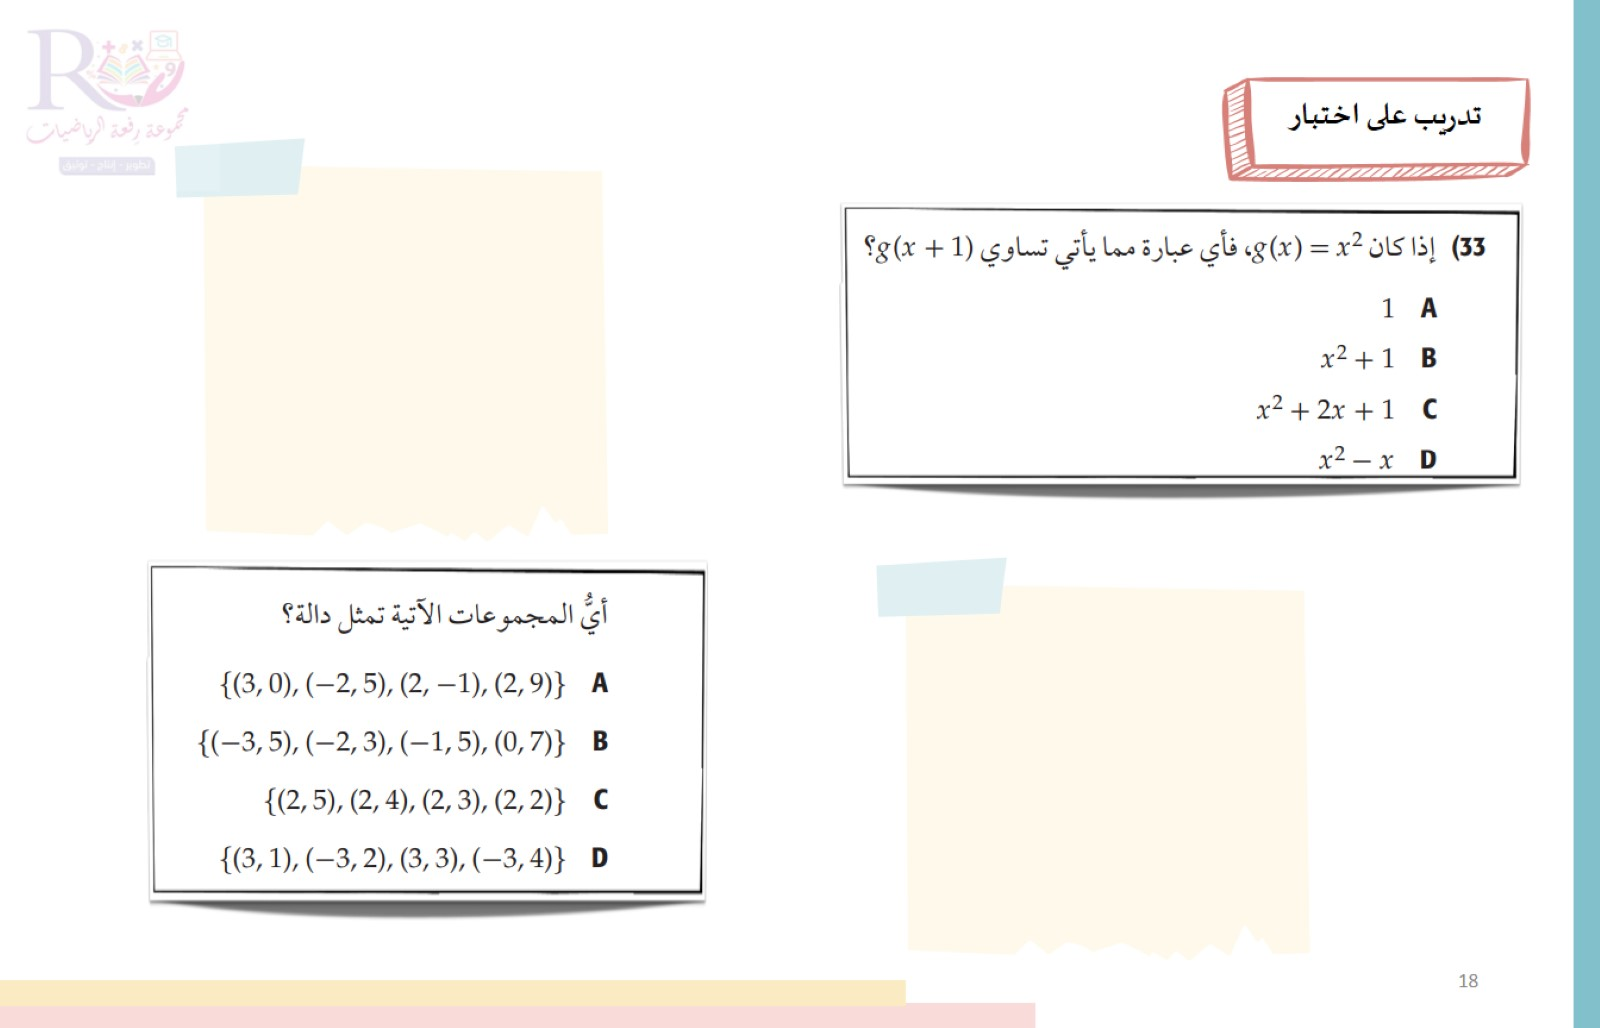 مجموعة رفعة الرياضيات
تطوير - إنتاج - توثيق
تدريب على اختبار
33) إذا كان g(x) = x²، فأي عبارة مما يأتي تساوي g(x + 1)؟
A 1
B x² + 1
C x² + 2x + 1
D x² − x
أيُّ المجموعات الآتية تمثل دالة؟
A {(3, 0), (−2, 5), (2, −1), (2, 9)}
B {(−3, 5), (−2, 3), (−1, 5), (0, 7)}
C {(2, 5), (2, 4), (2, 3), (2, 2)}
D {(3, 1), (−3, 2), (3, 3), (−3, 4)}
18